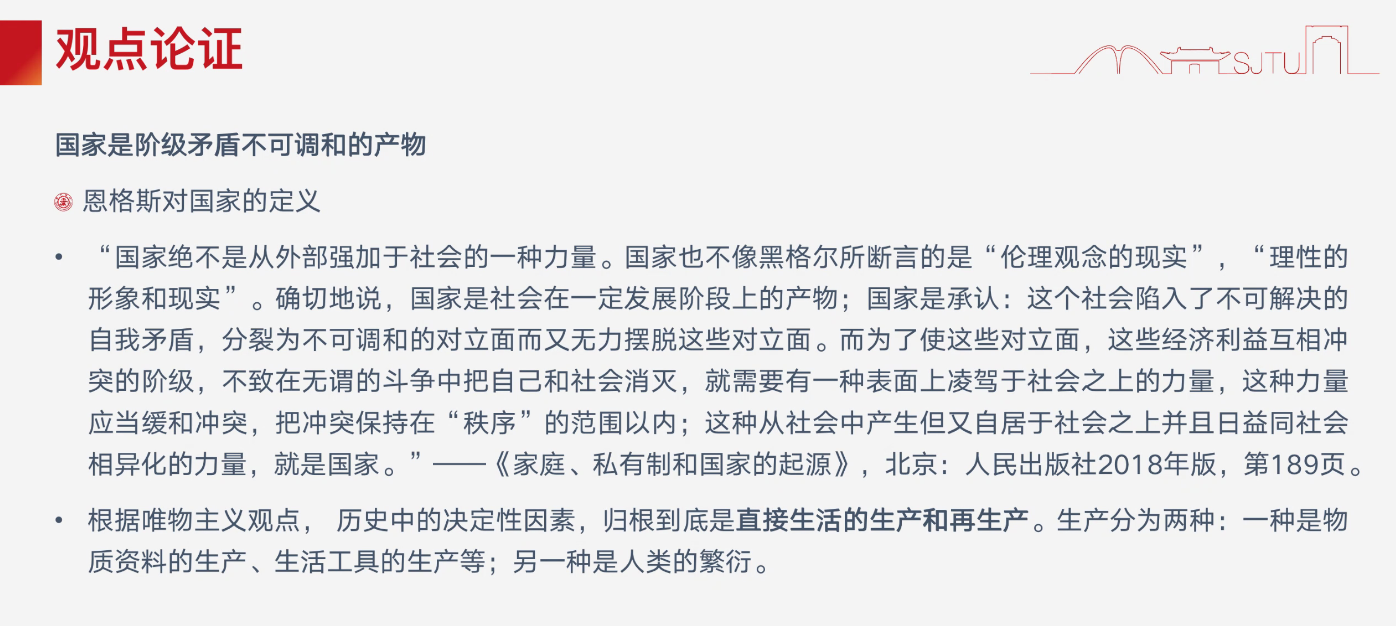 观点论证
SJTU
国家是阶级矛盾不可调和的产物
恩格斯对国家的定义
• “国家绝不是从外部强加于社会的一种力量。国家也不像黑格尔所断言的是“伦理观念的现实”，“理性的
形象和现实”。确切地说，国家是社会在一定发展阶段上的产物；国家是承认：这个社会陷入了不可解决的
自我矛盾，分裂为不可调和的对立面而又无力摆脱这些对立面。而为了使这些对立面，这些经济利益互相冲
突的阶级，不致在无谓的斗争中把自己和社会消灭，就需要有一种表面上凌驾于社会之上的力量，这种力量
应当缓和冲突，把冲突保持在“秩序”的范围以内；这种从社会中产生但又自居于社会之上并且日益同社会
相异化的力量，就是国家。”——《家庭、私有制和国家的起源》，北京：人民出版社2018年版，第189页。
• 根据唯物主义观点， 历史中的决定性因素，归根到底是直接生活的生产和再生产。生产分为两种：一种是物
质资料的生产、生活工具的生产等；另一种是人类的繁衍。